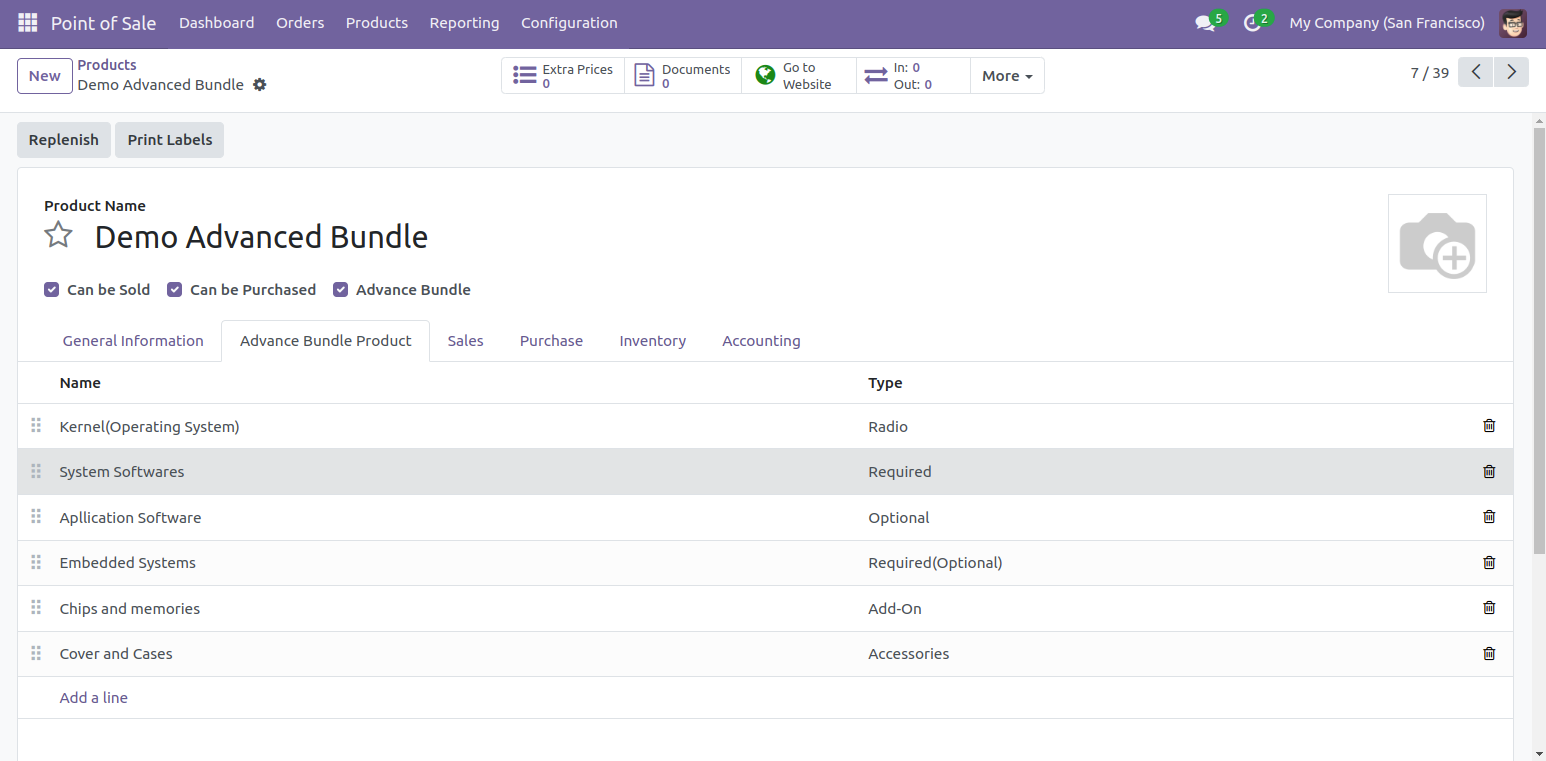 Point of Sale Dashboard Orders Products Reporting Configuration 5 2 My Company (San Francisco)
New Products Demo Advanced Bundle
Extra Prices 0 Documents 0 Go to Website In: 0 Out: 0 More 7 / 39
Replenish Print Labels
Product Name
Demo Advanced Bundle
Can be Sold Can be Purchased Advance Bundle
General Information Advance Bundle Product Sales Purchase Inventory Accounting
Name Type
Kernel(Operating System) Radio
System Softwares Required
Apllication Software Optional
Embedded Systems Required(Optional)
Chips and memories Add-On
Cover and Cases Accessories
Add a line